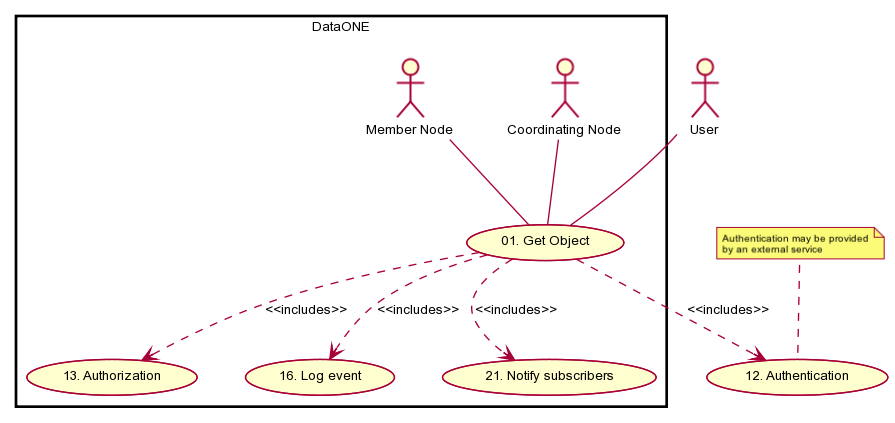 DataONE
Member Node
Coordinating Node
User
01. Get Object
Authentication may be provided
by an external service
<<includes>>
<<includes>>
<<includes>>
<<includes>>
13. Authorization
16. Log event
21. Notify subscribers
12. Authentication